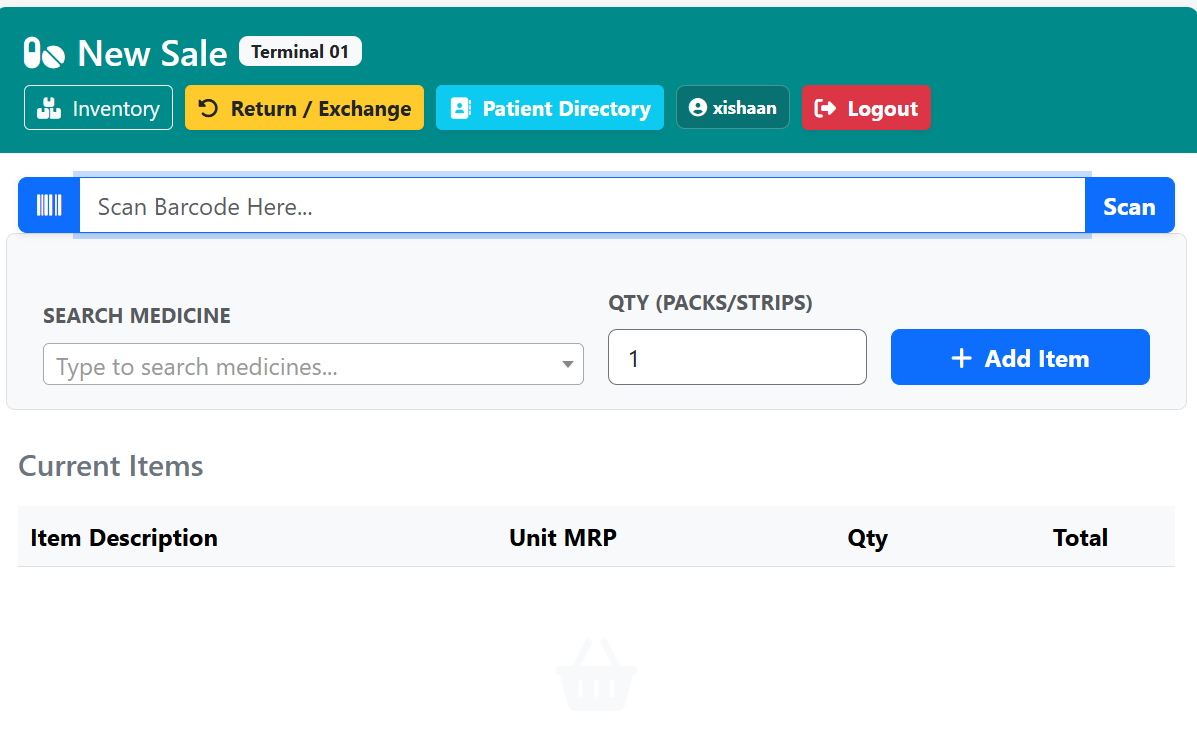 New Sale Terminal 01
Inventory Return / Exchange Patient Directory xishaan Logout
Scan Barcode Here... Scan
SEARCH MEDICINE QTY (PACKS/STRIPS)
Type to search medicines... 1 Add Item
Current Items
Item Description Unit MRP Qty Total